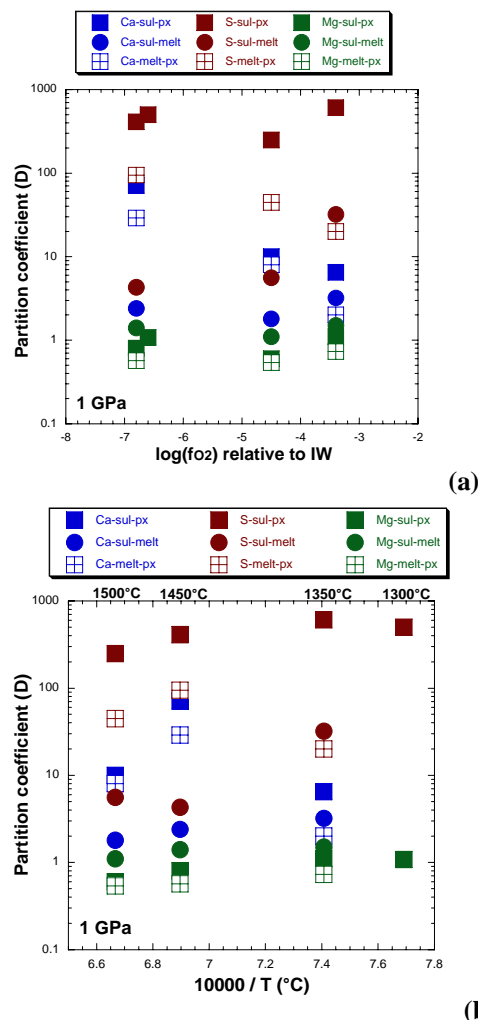 Ca-sul-px S-sul-px Mg-sul-px
Ca-sul-melt S-sul-melt Mg-sul-melt
Ca-melt-px S-melt-px Mg-melt-px
1000
100
10
1
0.1
Partition coefficient (D)
1 GPa
-8 -7 -6 -5 -4 -3 -2
log(fO2) relative to IW
(a)
Ca-sul-px S-sul-px Mg-sul-px
Ca-sul-melt S-sul-melt Mg-sul-melt
Ca-melt-px S-melt-px Mg-melt-px
1500°C 1450°C 1350°C 1300°C
1000
100
10
1
0.1
Partition coefficient (D)
1 GPa
6.6 6.8 7 7.2 7.4 7.6 7.8
10000 / T (°C)